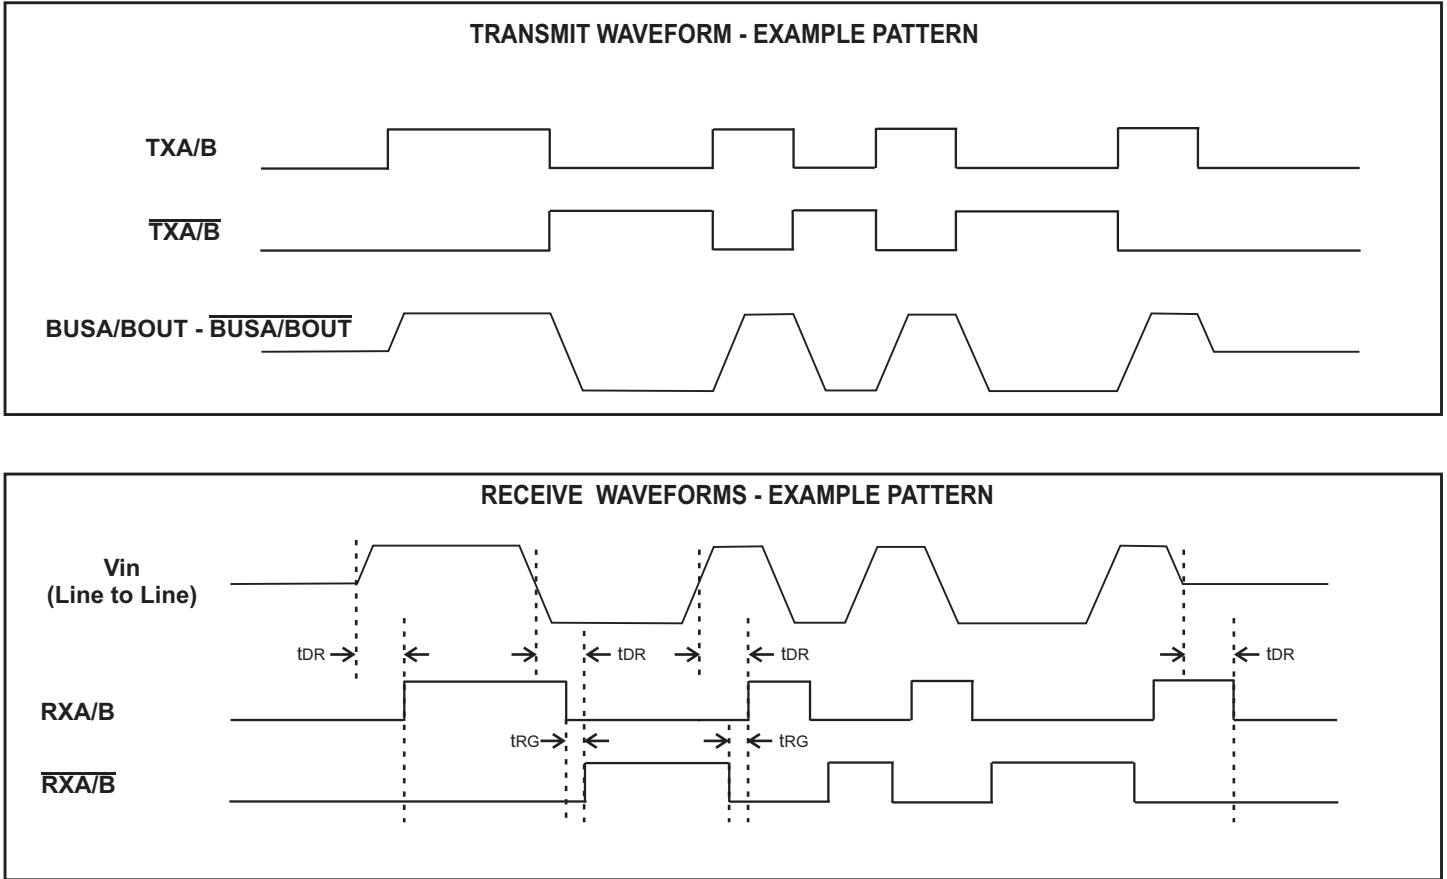 TRANSMIT WAVEFORM - EXAMPLE PATTERN
TXA/B
TXA/B
BUSA/BOUT - BUSA/BOUT
RECEIVE WAVEFORMS - EXAMPLE PATTERN
Vin
(Line to Line)
tDR
tDR
tDR
tDR
RXA/B
tRG
tRG
RXA/B